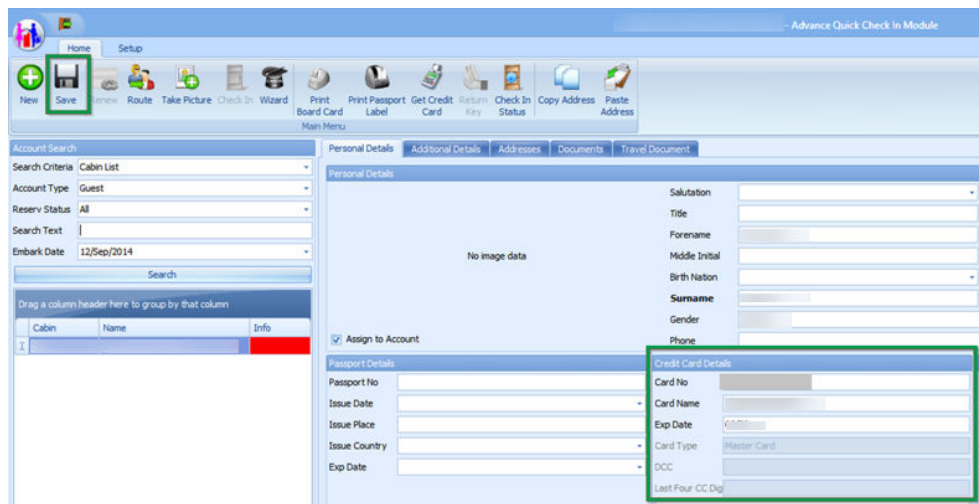 - Advance Quick Check In Module
Home Setup
New Save Renew Route Take Picture Check In Wizard Print Board Card Print Passport Label Get Credit Card Return Key Check In Status Copy Address Paste Address
Main Menu
Account Search
Search Criteria Cabin List
Account Type Guest
Reserv Status All
Search Text
Embark Date 12/Sep/2014
Search
Drag a column header here to group by that column
Cabin Name Info
Personal Details Additional Details Addresses Documents Travel Document
Personal Details
No image data
Assign to Account
Salutation
Title
Forename
Middle Initial
Birth Nation
Surname
Gender
Phone
Passport Details
Passport No
Issue Date
Issue Place
Issue Country
Exp Date
Credit Card Details
Card No
Card Name
Exp Date
Card Type Master Card
DCC
Last Four CC Dig